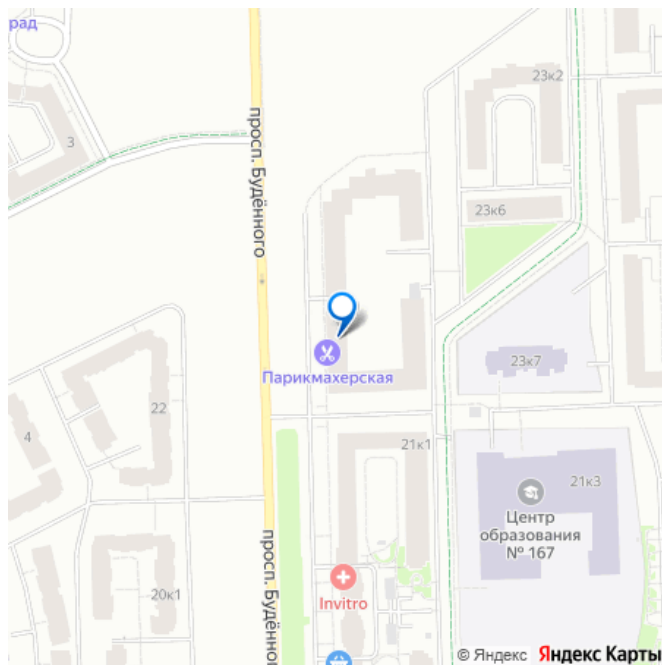 рад
23к2
3
просп. Будённого
23к6
23к7
Парикмахерская
22
4
21к1
21к3
Центр
образования
№ 167
просп. Будённо
20к1
Invitro
© Яндекс Яндекс Карты